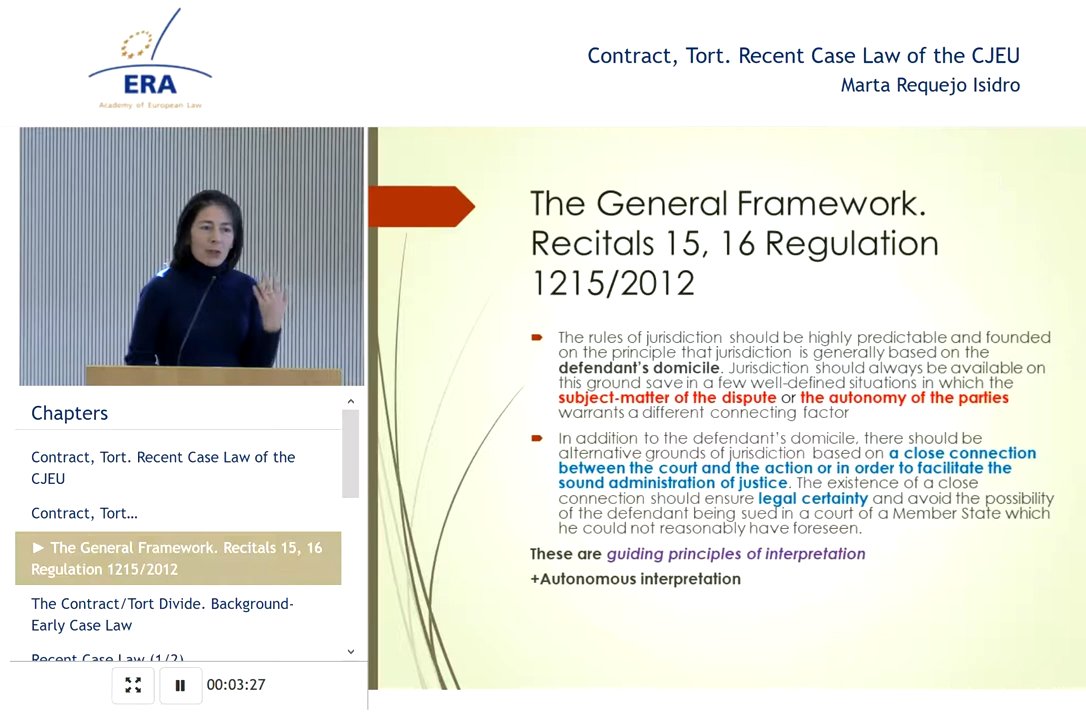 ERA
Academy of European Law
Contract, Tort. Recent Case Law of the CJEU
Marta Requejo Isidro
Chapters
Contract, Tort. Recent Case Law of the
CJEU
Contract, Tort...
► The General Framework. Recitals 15, 16
Regulation 1215/2012
The Contract/Tort Divide. Background-
Early Case Law
Recent Case Law (1/2)
00:03:27
The General Framework.
Recitals 15, 16 Regulation
1215/2012
The rules of jurisdiction should be highly predictable and founded
on the principle that jurisdiction is generally based on the
defendant's domicile. Jurisdiction should always be available on
this ground save in a few well-defined situations in which the
subject-matter of the dispute or the autonomy of the parties
warrants a different connecting factor
In addition to the defendant's domicile, there should be
alternative grounds of jurisdiction based on a close connection
between the court and the action or in order to facilitate the
sound administration of justice. The existence of a close
connection should ensure legal certainty and avoid the possibility
of the defendant being sued in a court of a Member State which
he could not reasonably have foreseen.
These are guiding principles of interpretation
+Autonomous interpretation